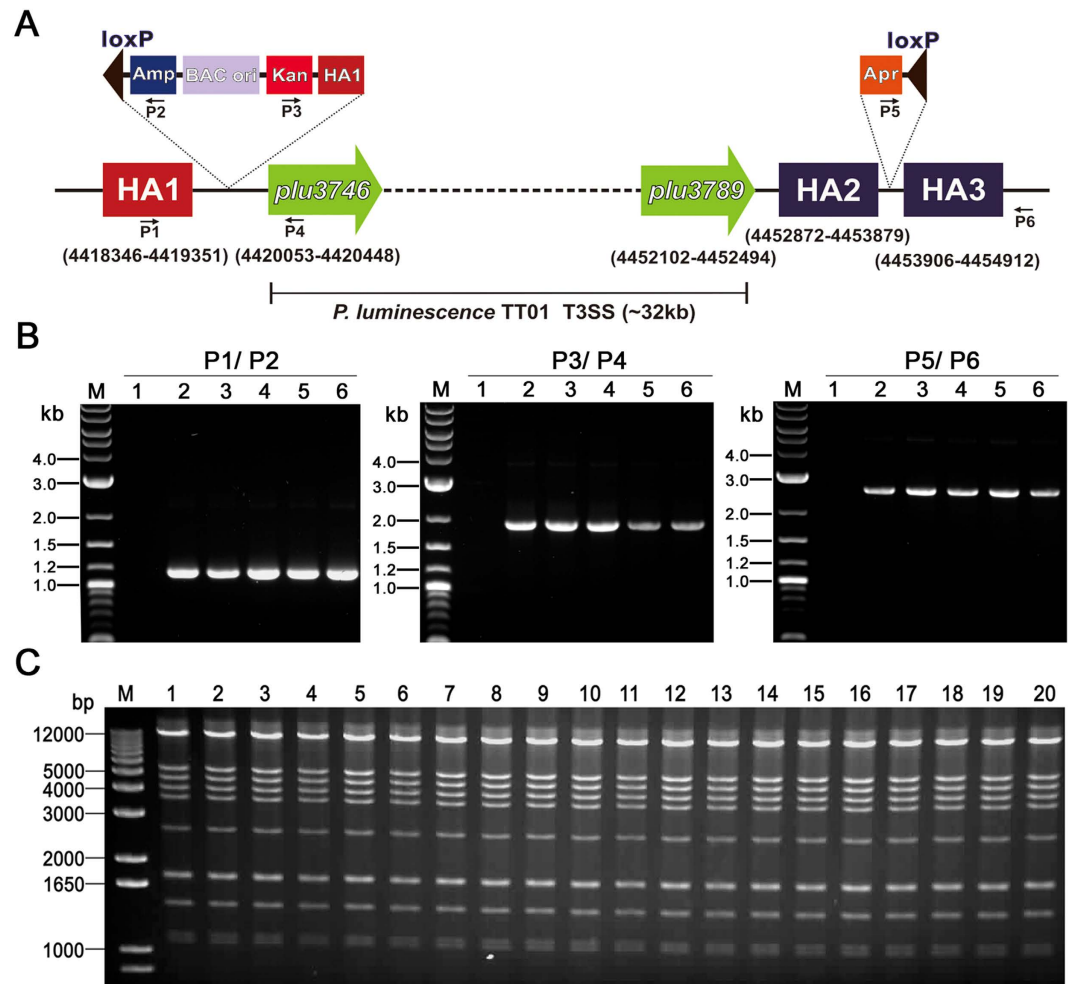 A
loxP
loxP
Amp BAC ori Kan HA1
Apr
P2 P3
P5
HA1 plu3746 plu3789 HA2 HA3
P1 P4 P6
(4418346-4419351) (4420053-4420448) (4452102-4452494) (4452872-4453879) (4453906-4454912)
P. luminescence TT01 T3SS (~32kb)
B
P1/ P2
P3/ P4
P5/ P6
M 1 2 3 4 5 6
M 1 2 3 4 5 6
M 1 2 3 4 5 6
kb
4.0
3.0
2.0
1.5
1.2
1.0
kb
4.0
3.0
2.0
1.5
1.2
1.0
kb
4.0
3.0
2.0
1.5
1.2
1.0
C
M 1 2 3 4 5 6 7 8 9 10 11 12 13 14 15 16 17 18 19 20
bp
12000
5000
4000
3000
2000
1650
1000